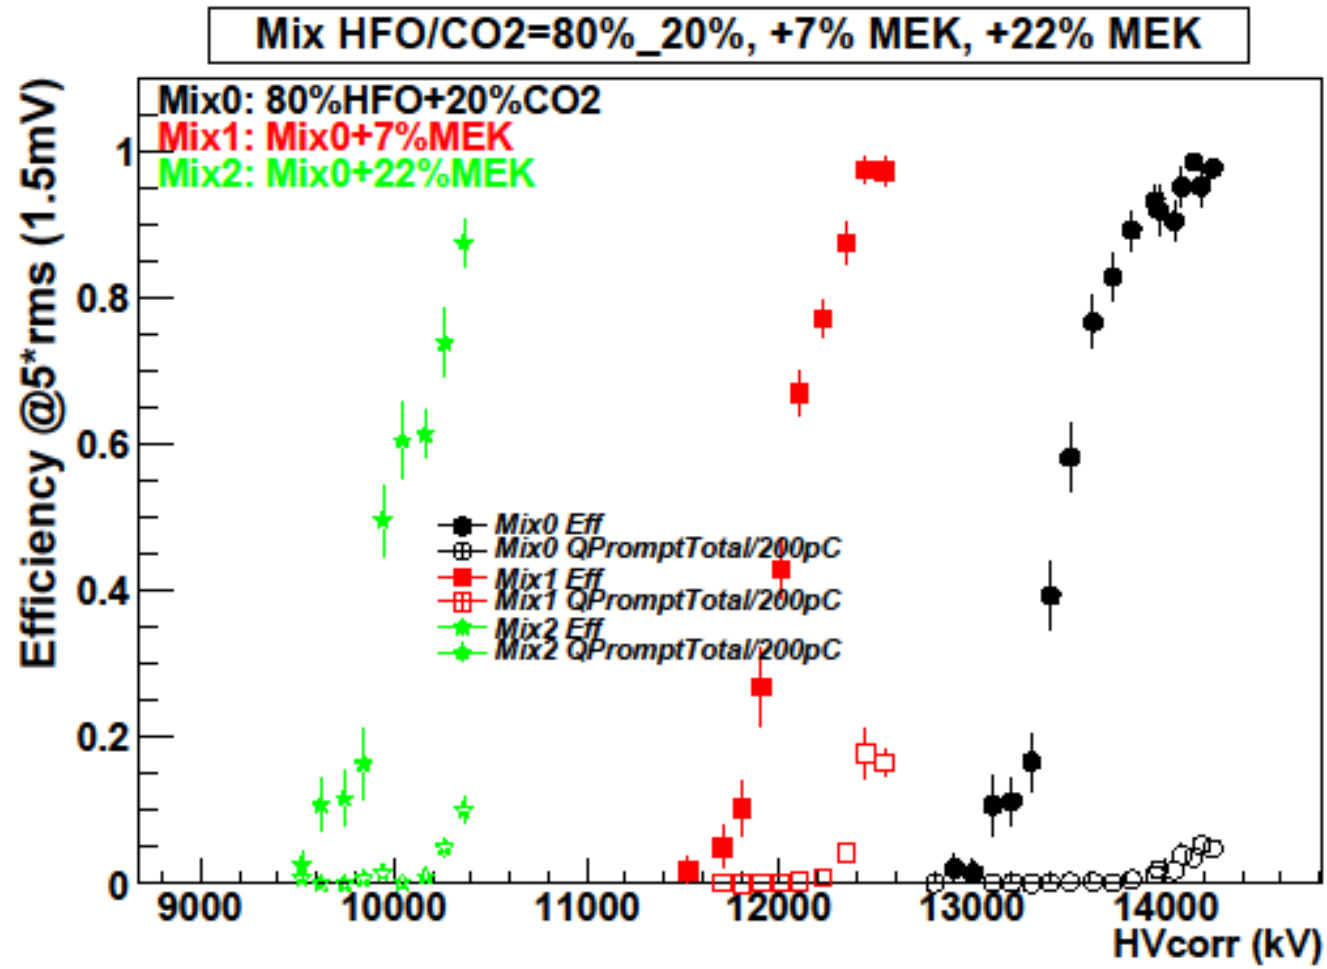 Mix HFO/CO2=80%_20%, +7% MEK, +22% MEK
Mix0: 80%HFO+20%CO2
Mix1: Mix0+7%MEK
Mix2: Mix0+22%MEK
Efficiency @5*rms (1.5mV)
1
0.8
0.6
0.4
0.2
0
Mix0 Eff
Mix0 QPromptTotal/200pC
Mix1 Eff
Mix1 QPromptTotal/200pC
Mix2 Eff
Mix2 QPromptTotal/200pC
9000 10000 11000 12000 13000 14000
HVcorr (kV)